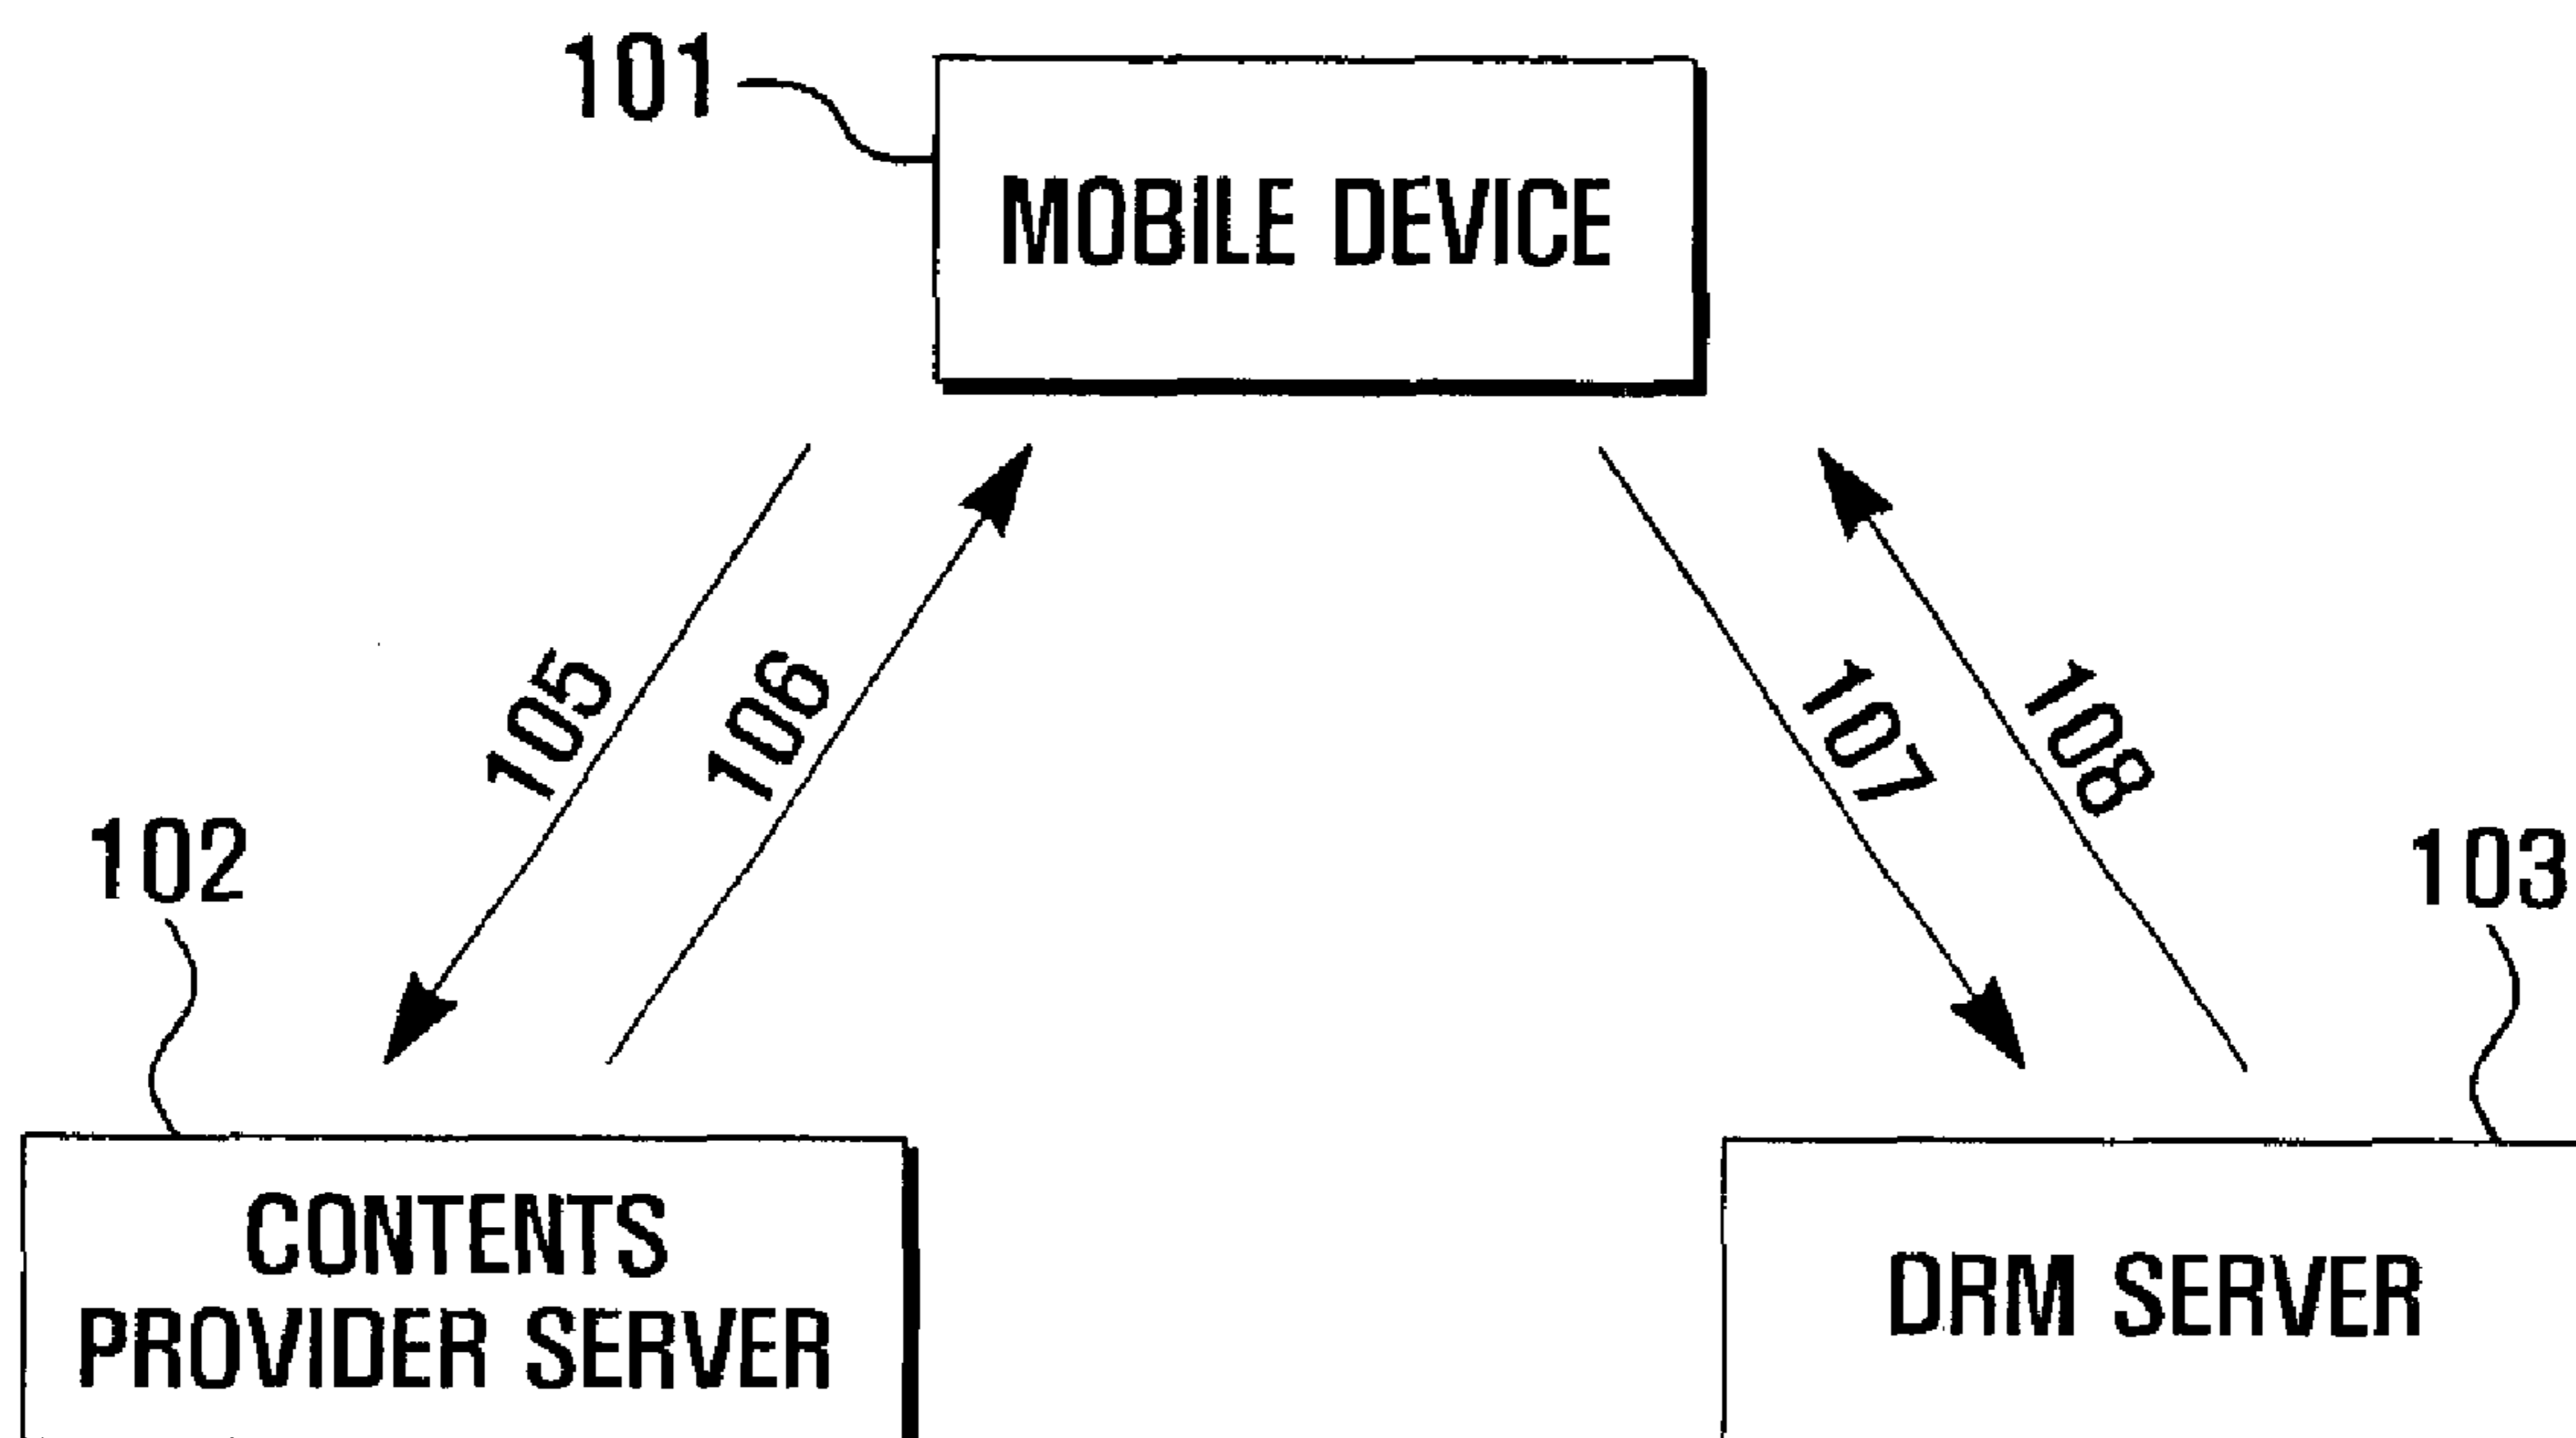 101
MOBILE DEVICE
105
106
107
108
102
103
CONTENTS
PROVIDER SERVER
DRM SERVER